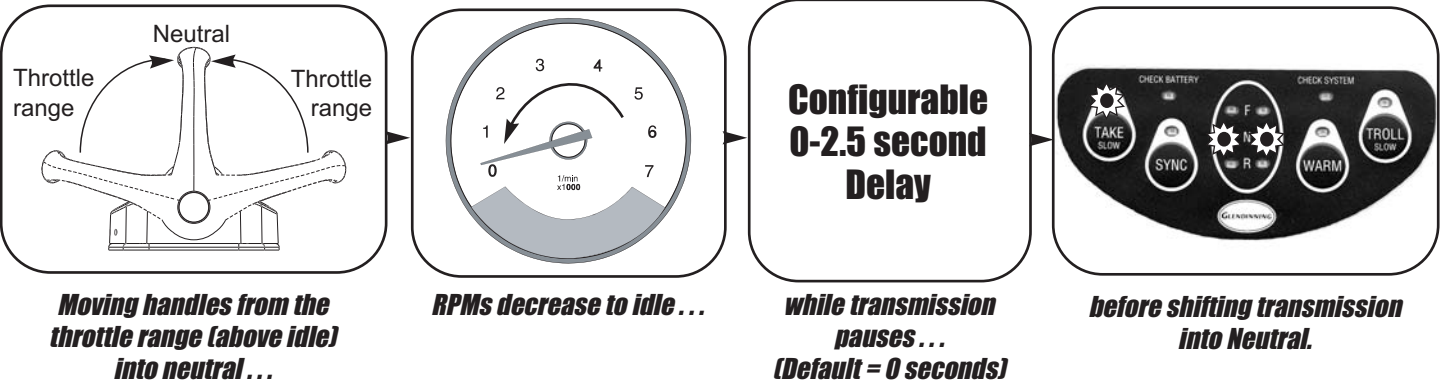 Neutral
Throttle
range
Throttle
range
Moving handles from the
throttle range (above idle)
into neutral . . .
0
1
2
3
4
5
6
7
1/min
x1000
RPMs decrease to idle . . .
Configurable
0-2.5 second
Delay
while transmission
pauses . . .
(Default = 0 seconds)
CHECK BATTERY
CHECK SYSTEM
TAKE
SLOW
SYNC
F
N
R
WARM
TROLL
SLOW
GLENDINNING
before shifting transmission
into Neutral.